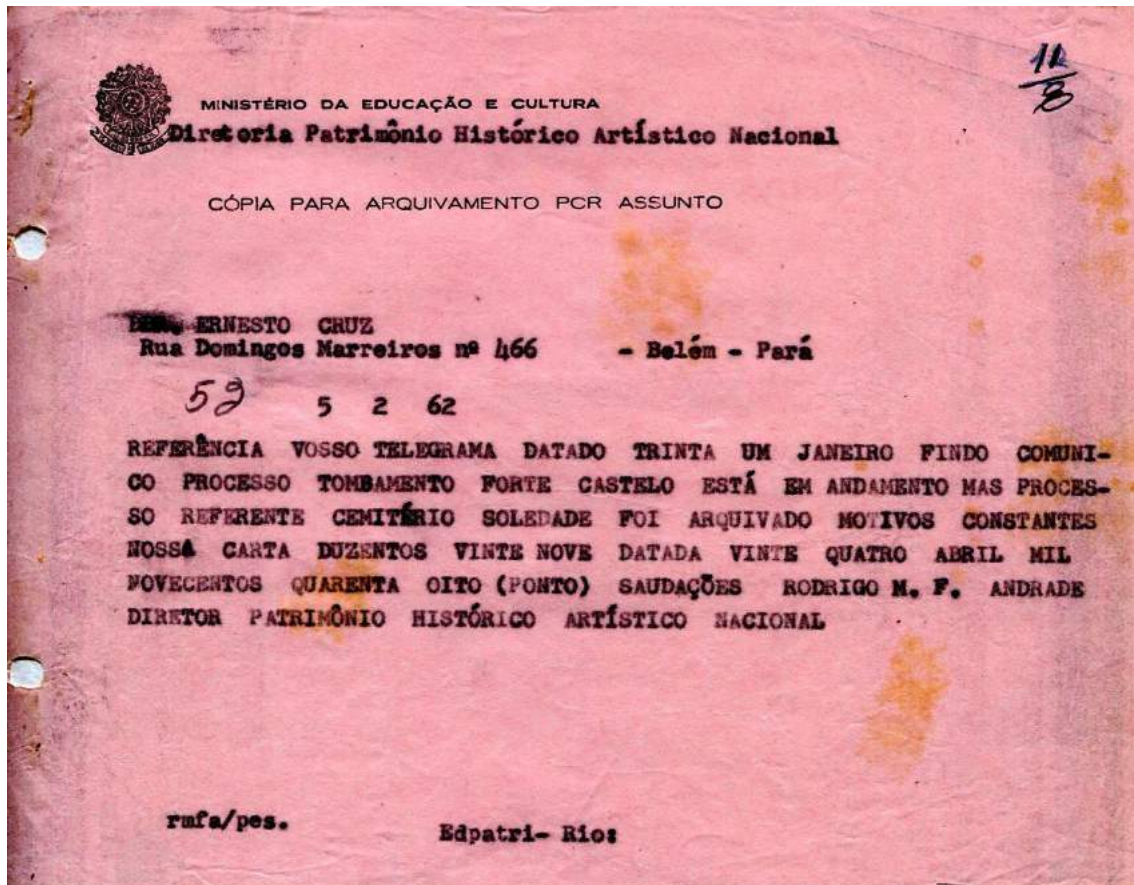 11
8
MINISTÉRIO DA EDUCAÇÃO E CULTURA
Diretoria Patrimônio Histórico Artístico Nacional
CÓPIA PARA ARQUIVAMENTO POR ASSUNTO
ERNESTO CRUZ
Rua Domingos Marreiros nº 466 - Belém - Pará
52 5 2 62
REFERÊNCIA VOSSO TELEGRAMA DATADO TRINTA UM JANEIRO FINDO COMUNI-
CO PROCESSO TOMBAMENTO FORTE CASTELO ESTÁ EM ANDAMENTO MAS PROCES-
SO REFERENTE CEMITÉRIO SOLEDADE FOI ARQUIVADO MOTIVOS CONSTANTES
NOSSA CARTA DUZENTOS VINTE NOVE DATADA VINTE QUATRO ABRIL MIL
NOVECENTOS QUARENTA OITO (PONTO) SAUDAÇÕES RODRIGO M. F. ANDRADE
DIRETOR PATRIMÔNIO HISTÓRICO ARTÍSTICO NACIONAL
rmfa/pes.
Edpatri- Rio: